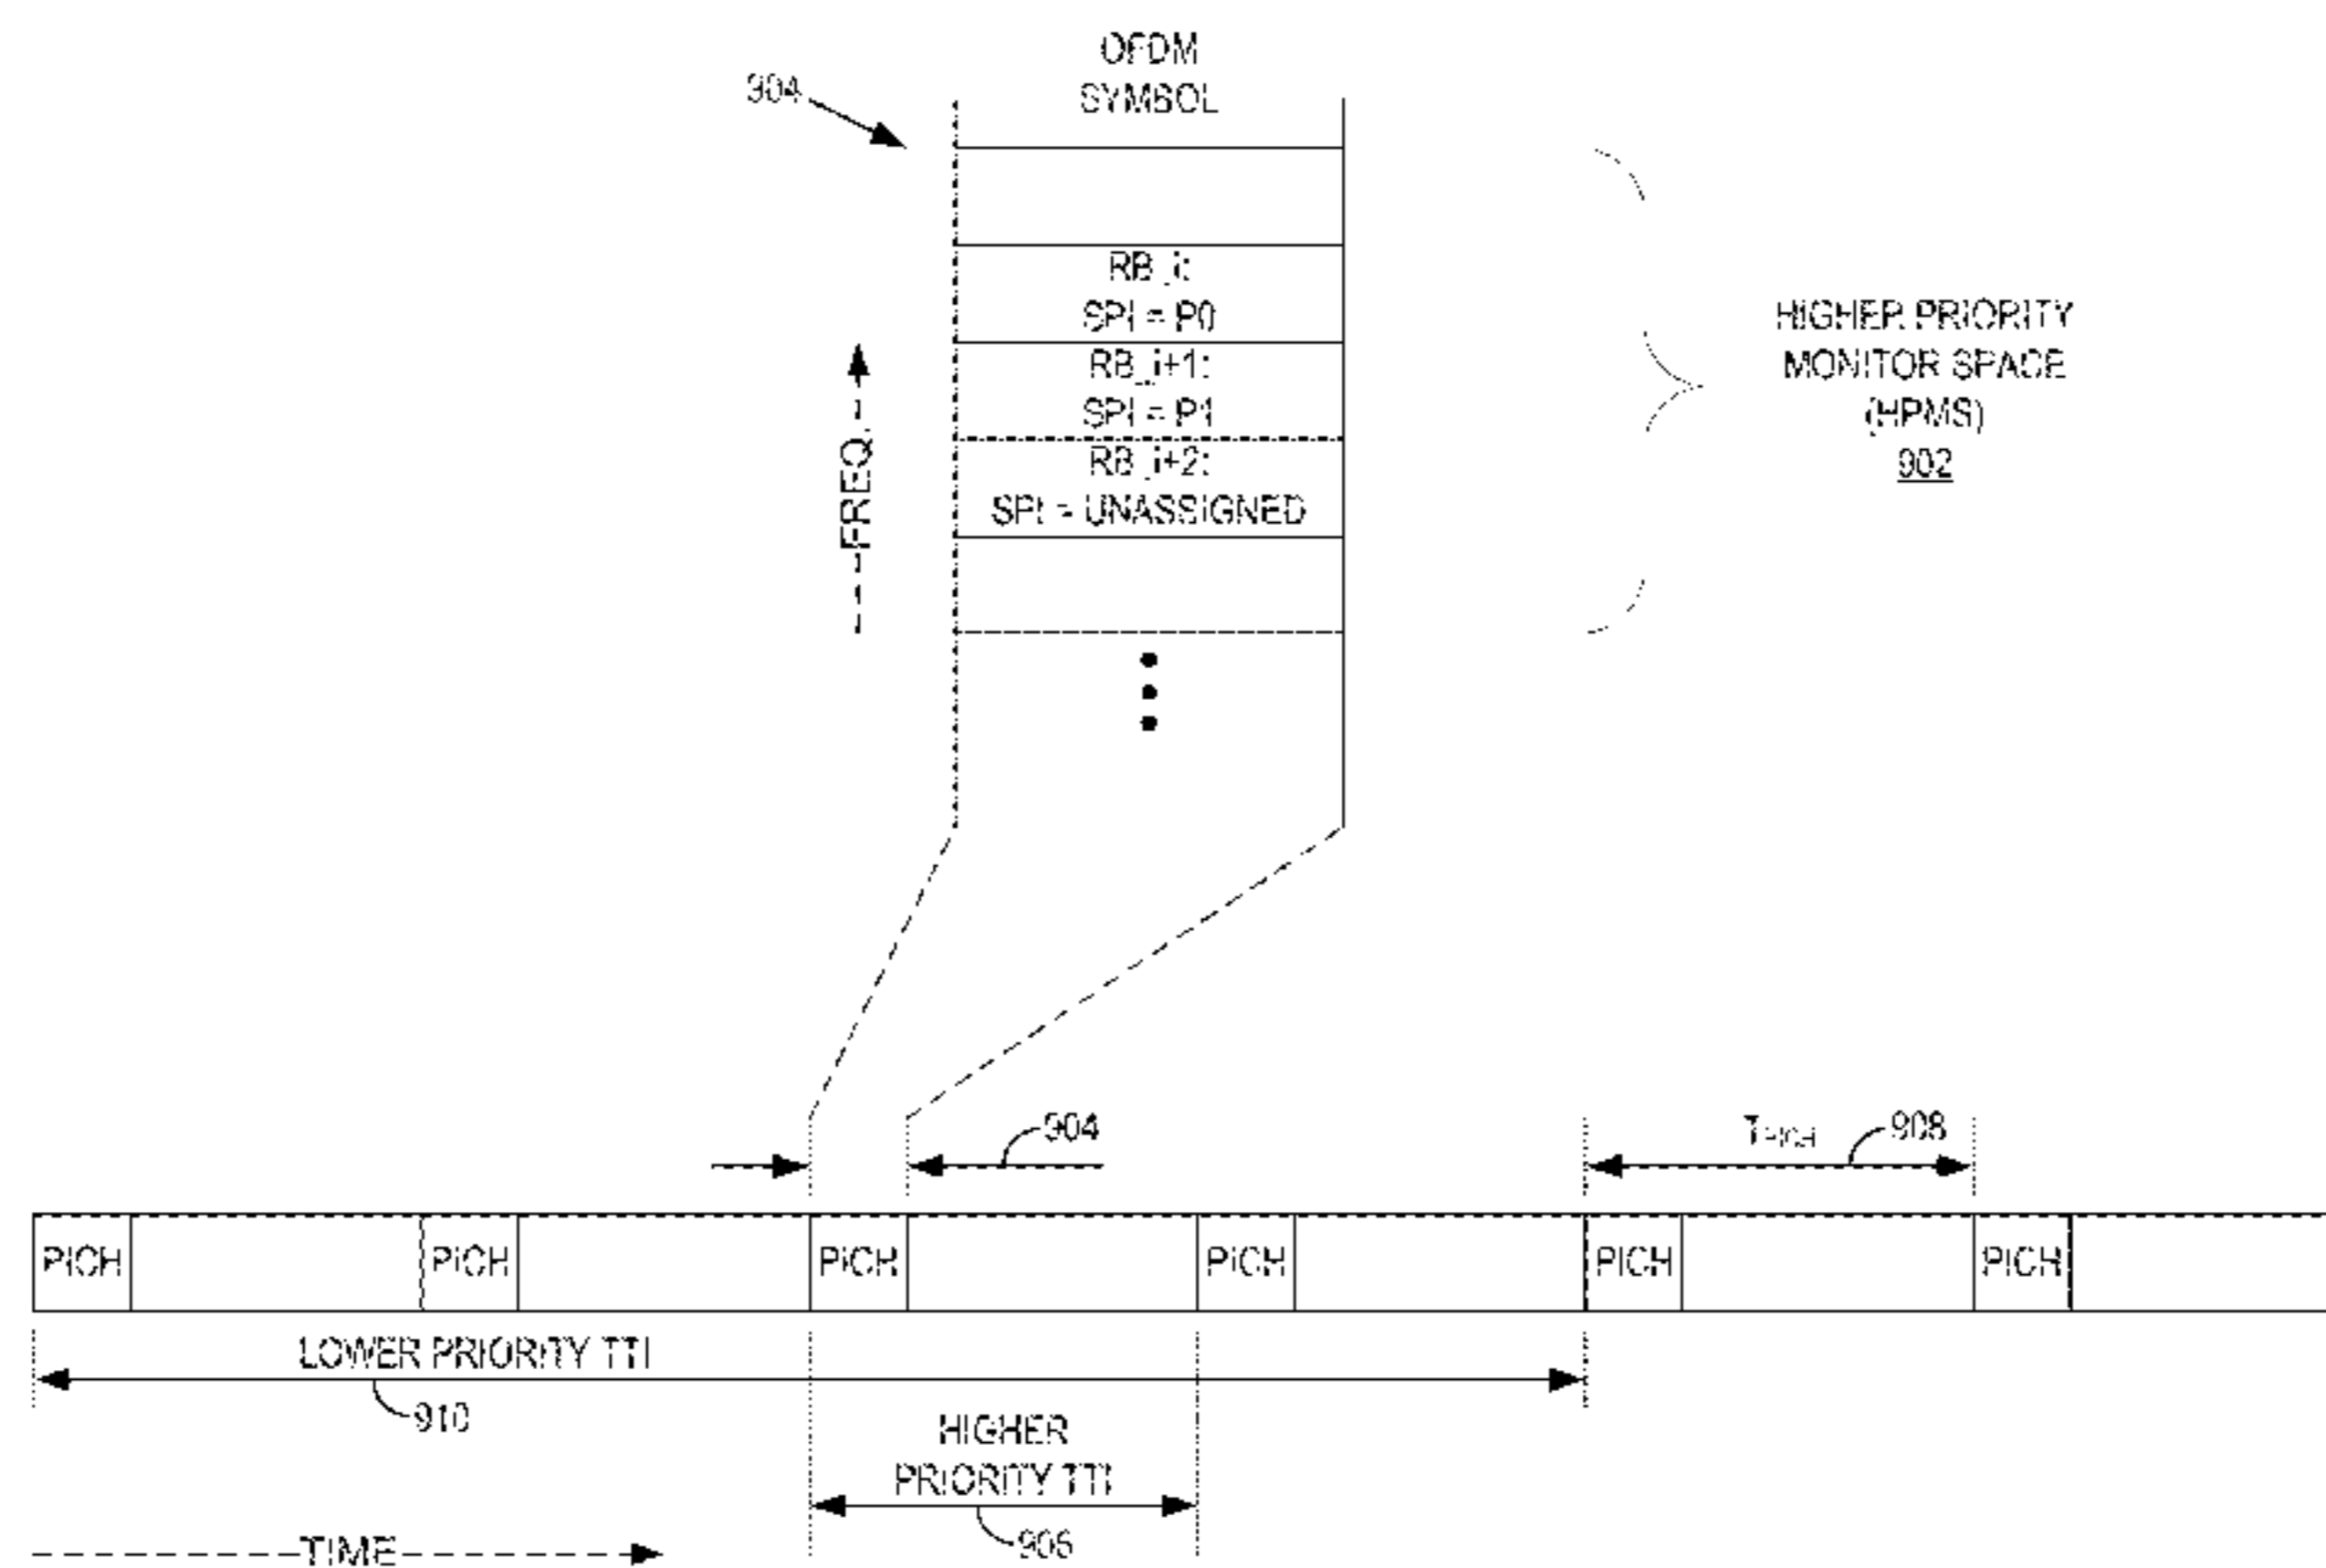 OFDM
SYMBOL
904
RB_i:
SPI = P0
RB_i+1:
SPI = P1
RB_i+2:
SPI = UNASSIGNED
FREQ.
HIGHER PRIORITY
MONITOR SPACE
(HPMS)
902
904
TPICH
908
PICH PICH PICH PICH PICH PICH
LOWER PRIORITY TTI
910
HIGHER
PRIORITY TTI
906
TIME